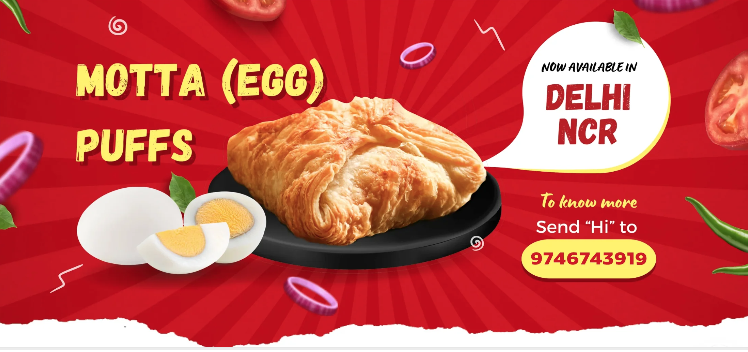 MOTTA (EGG)
PUFFS
NOW AVAILABLE IN
DELHI
NCR
To know more
Send “Hi” to
9746743919